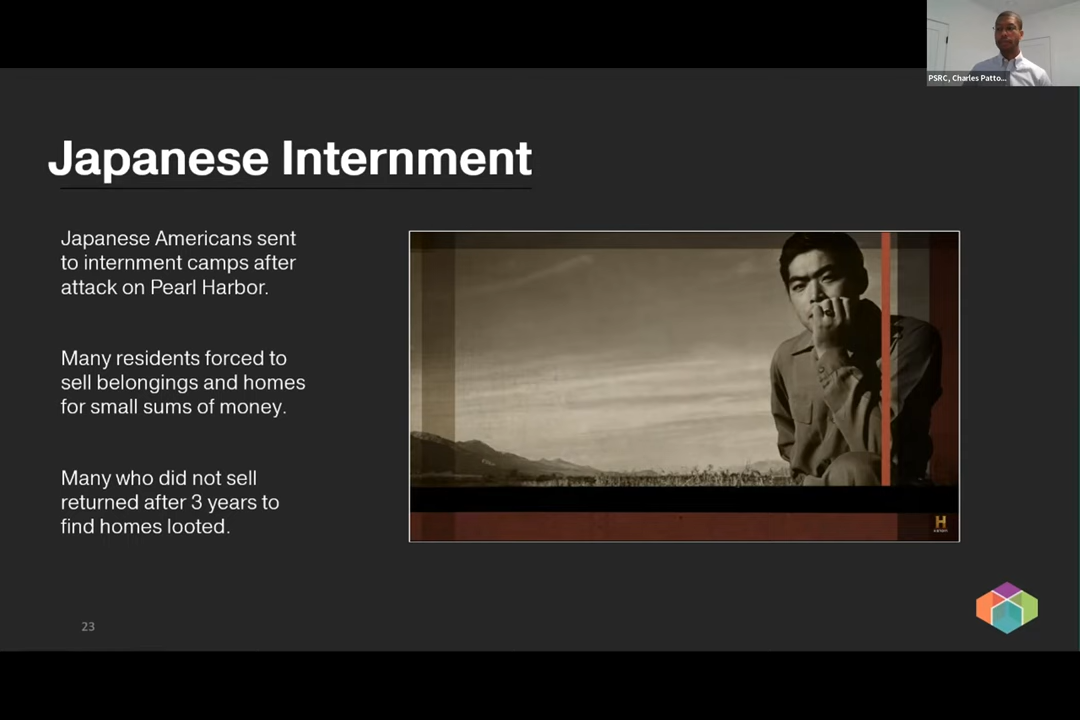 PSRC, Charles Patto...
Japanese Internment
Japanese Americans sent
to internment camps after
attack on Pearl Harbor.
Many residents forced to
sell belongings and homes
for small sums of money.
Many who did not sell
returned after 3 years to
find homes looted.
H
23